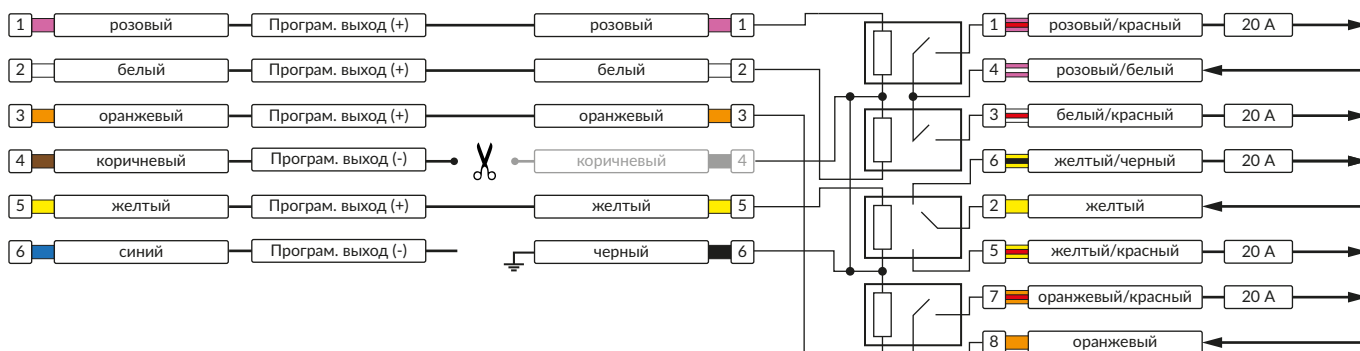 1 розовый Програм. выход (+) розовый 1 1 розовый/красный 20 A
2 белый Програм. выход (+) белый 2 4 розовый/белый
3 оранжевый Програм. выход (+) оранжевый 3 3 белый/красный 20 A
4 коричневый Програм. выход (-) коричневый 4 6 желтый/черный 20 A
5 желтый Програм. выход (+) желтый 5 2 желтый
6 синий Програм. выход (-) черный 6 5 желтый/красный 20 A
7 оранжевый/красный 20 A
8 оранжевый